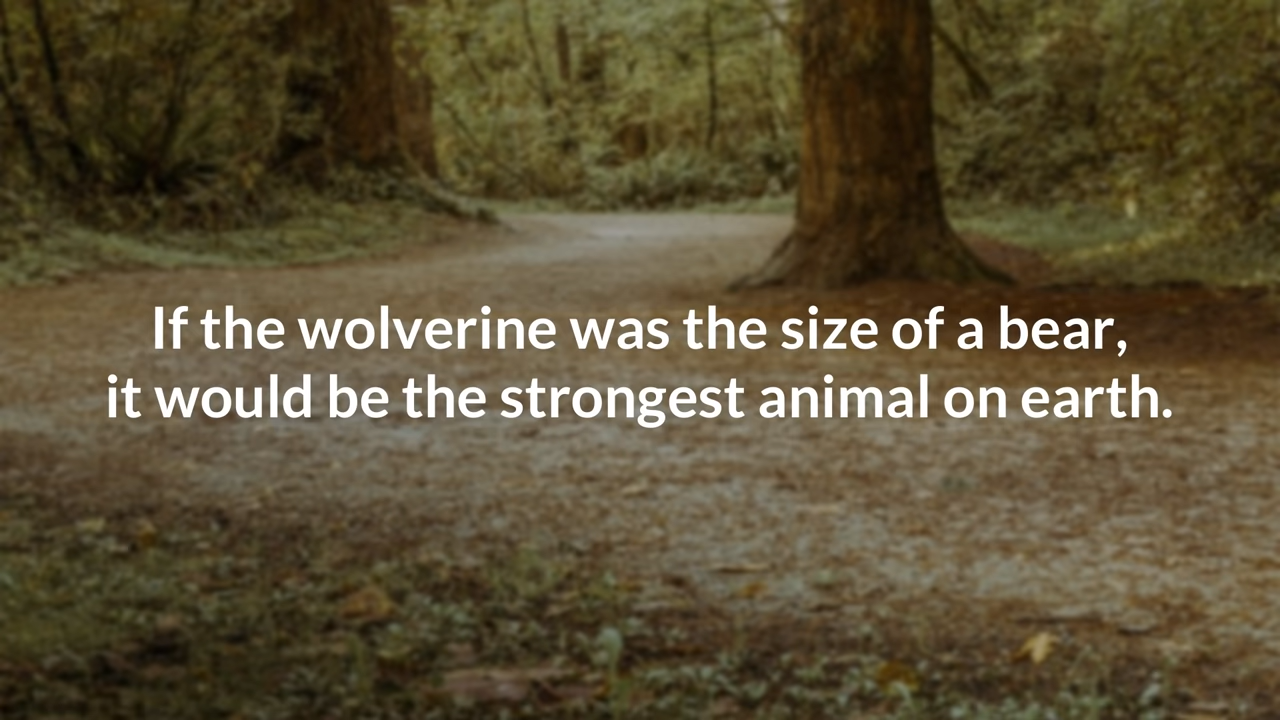 If the wolverine was the size of a bear,
it would be the strongest animal on earth.